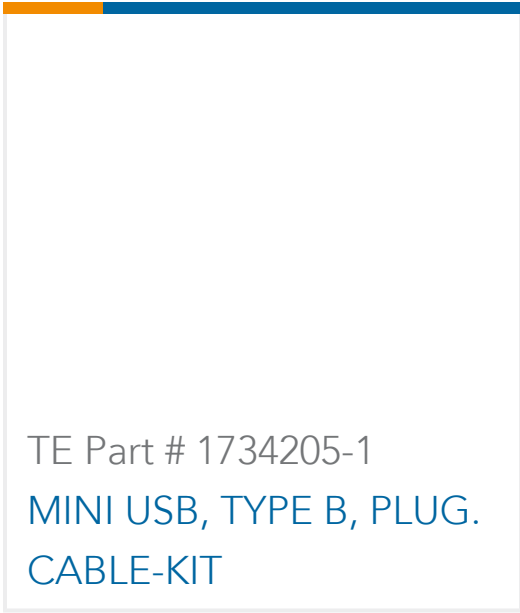 TE Part # 1734205-1
MINI USB, TYPE B, PLUG.
CABLE-KIT